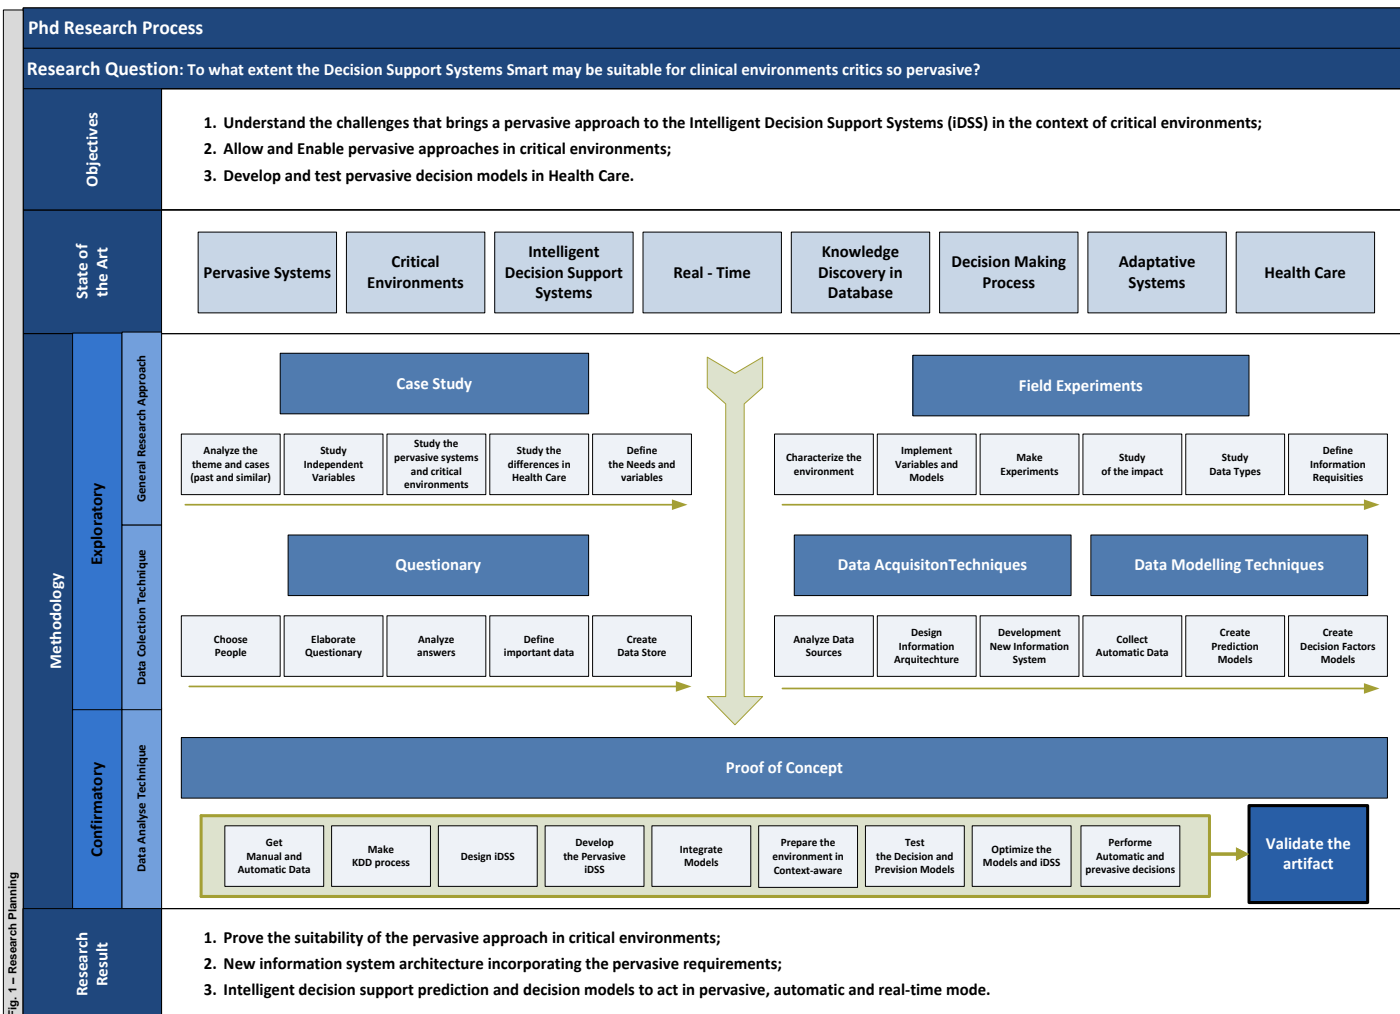 Phd Research Process
Research Question: To what extent the Decision Support Systems Smart may be suitable for clinical environments critics so pervasive?
Objectives
1. Understand the challenges that brings a pervasive approach to the Intelligent Decision Support Systems (iDSS) in the context of critical environments;
2. Allow and Enable pervasive approaches in critical environments;
3. Develop and test pervasive decision models in Health Care.
State of
the Art
Pervasive Systems
Critical
Environments
Intelligent
Decision Support
Systems
Real - Time
Knowledge
Discovery in
Database
Decision Making
Process
Adaptative
Systems
Health Care
Methodology
Exploratory
General Research Approach
Case Study
Analyze the
theme and cases
(past and similar)
Study
Independent
Variables
Study the
pervasive systems
and critical
environments
Study the
differences in
Health Care
Define
the Needs and
variables
Field Experiments
Characterize the
environment
Implement
Variables and
Models
Make
Experiments
Study
of the impact
Study
Data Types
Define
Information
Requisities
Data Colection Technique
Questionary
Choose
People
Elaborate
Questionary
Analyze
answers
Define
important data
Create
Data Store
Data AcquisitonTechniques
Data Modelling Techniques
Analyze Data
Sources
Design
Information
Arquitechture
Development
New Information
System
Collect
Automatic Data
Create
Prediction
Models
Create
Decision Factors
Models
Confirmatory
Data Analyse Technique
Proof of Concept
Get
Manual and
Automatic Data
Make
KDD process
Design iDSS
Develop
the Pervasive
iDSS
Integrate
Models
Prepare the
environment in
Context-aware
Test
the Decision and
Prevision Models
Optimize the
Models and iDSS
Performe
Automatic and
prevasive decisions
Validate the
artifact
Research
Result
1. Prove the suitability of the pervasive approach in critical environments;
2. New information system architecture incorporating the pervasive requirements;
3. Intelligent decision support prediction and decision models to act in pervasive, automatic and real-time mode.
Fig. 1 – Research Planning